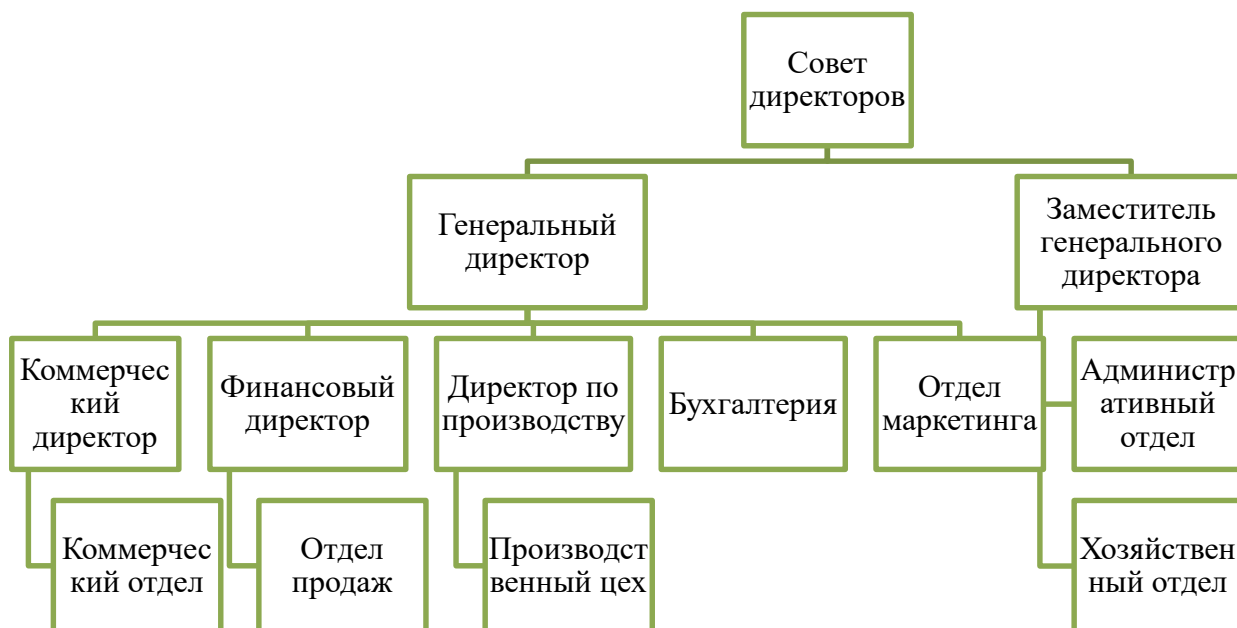 Совет
директоров
Генеральный
директор
Заместитель
генерального
директора
Коммерчес
кий
директор
Финансовый
директор
Директор по
производству
Бухгалтерия
Отдел
маркетинга
Администр
ативный
отдел
Коммерчес
кий отдел
Отдел
продаж
Производст
венный цех
Хозяйствен
ный отдел